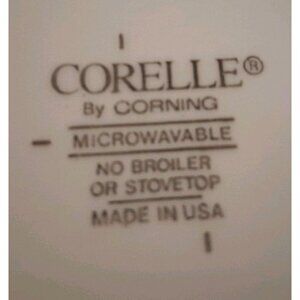 CORELLE®
By CORNING
MICROWAVABLE
NO BROILER
OR STOVETOP
MADE IN USA